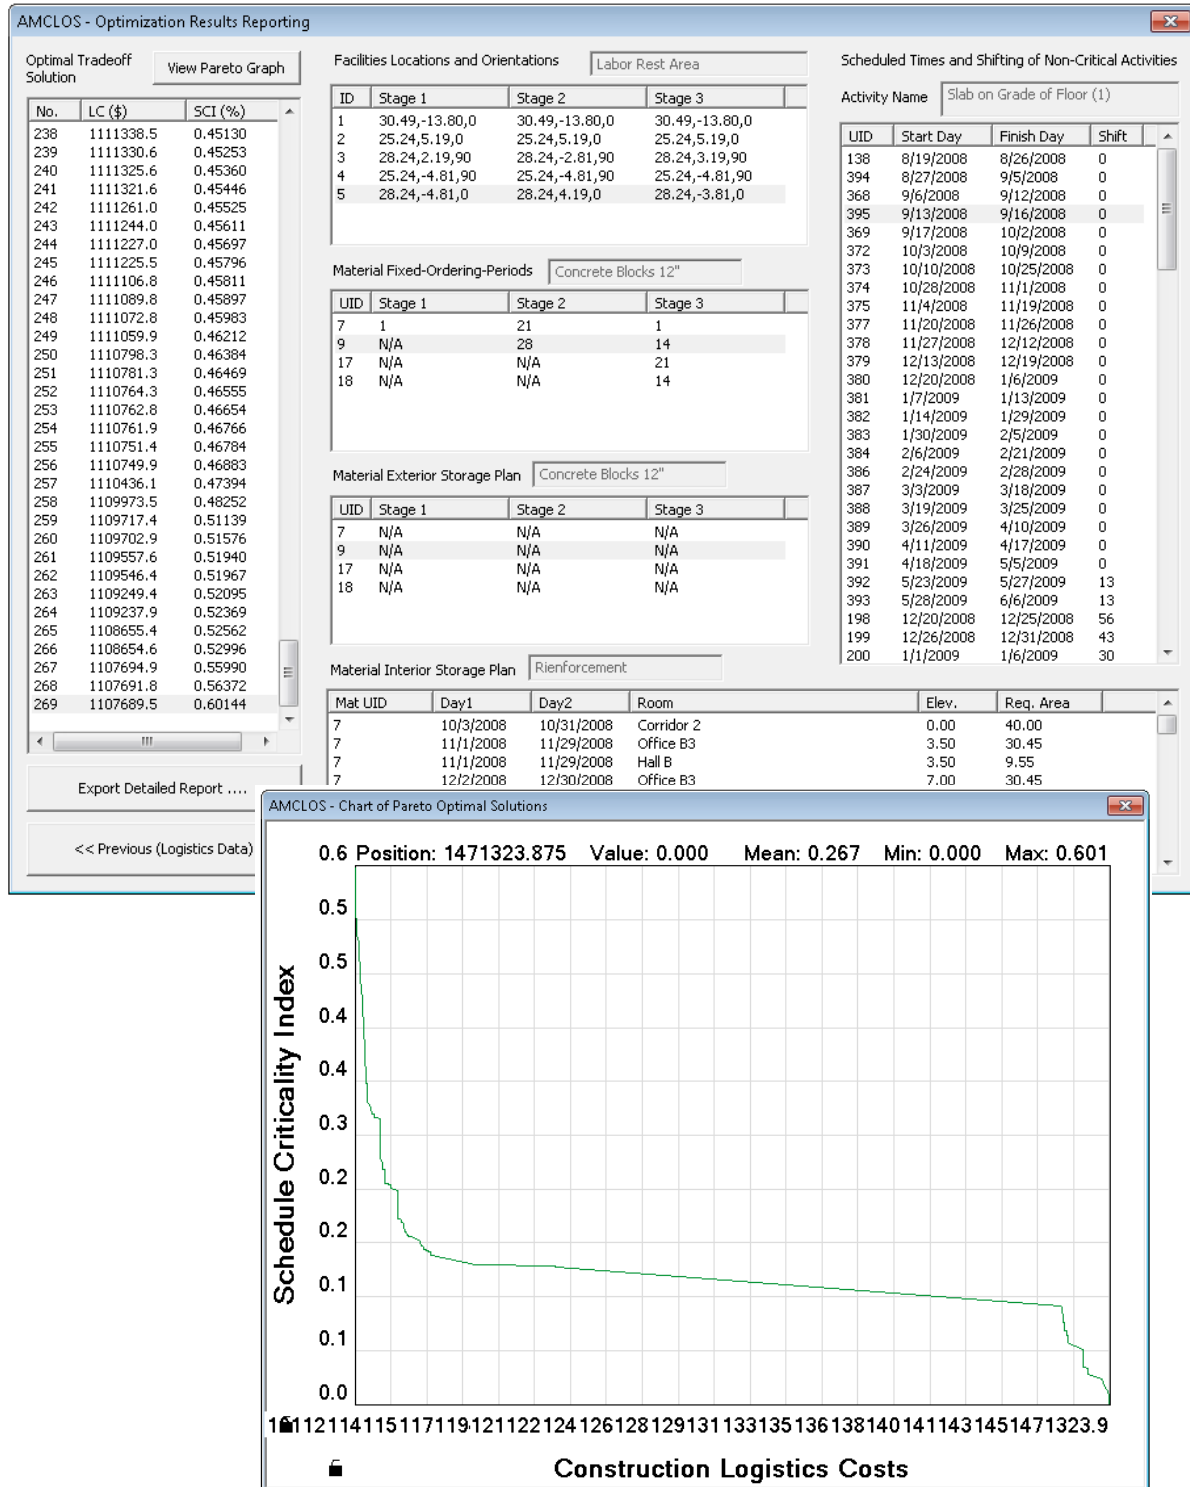 AMCLOS - Optimization Results Reporting
Optimal Tradeoff Solution
View Pareto Graph
No. LC ($) SCI (%)
238 1111338.5 0.45130
239 1111330.6 0.45253
240 1111325.6 0.45360
241 1111321.6 0.45446
242 1111261.0 0.45525
243 1111244.0 0.45611
244 1111227.0 0.45697
245 1111225.5 0.45796
246 1111106.8 0.45811
247 1111089.8 0.45897
248 1111072.8 0.45983
249 1111059.9 0.46212
250 1110798.3 0.46384
251 1110781.3 0.46469
252 1110764.3 0.46555
253 1110762.8 0.46654
254 1110761.9 0.46766
255 1110751.4 0.46784
256 1110749.9 0.46883
257 1110436.1 0.47394
258 1109973.5 0.48252
259 1109717.4 0.51139
260 1109702.9 0.51576
261 1109557.6 0.51940
262 1109546.4 0.51967
263 1109249.4 0.52095
264 1109237.9 0.52369
265 1108655.4 0.52562
266 1108654.6 0.52996
267 1107694.9 0.55990
268 1107691.8 0.56372
269 1107689.5 0.60144
Export Detailed Report ....
<< Previous (Logistics Data)
Facilities Locations and Orientations Labor Rest Area
ID Stage 1 Stage 2 Stage 3
1 30.49,-13.80,0 30.49,-13.80,0 30.49,-13.80,0
2 25.24,5.19,0 25.24,5.19,0 25.24,5.19,0
3 28.24,2.19,90 28.24,-2.81,90 28.24,3.19,90
4 25.24,-4.81,90 25.24,-4.81,90 25.24,-4.81,90
5 28.24,-4.81,0 28.24,4.19,0 28.24,-3.81,0
Material Fixed-Ordering-Periods Concrete Blocks 12"
UID Stage 1 Stage 2 Stage 3
7 1 21 1
9 N/A 28 14
17 N/A N/A 21
18 N/A N/A 14
Material Exterior Storage Plan Concrete Blocks 12"
UID Stage 1 Stage 2 Stage 3
7 N/A N/A N/A
9 N/A N/A N/A
17 N/A N/A N/A
18 N/A N/A N/A
Scheduled Times and Shifting of Non-Critical Activities
Activity Name Slab on Grade of Floor (1)
UID Start Day Finish Day Shift
138 8/19/2008 8/26/2008 0
394 8/27/2008 9/5/2008 0
368 9/6/2008 9/12/2008 0
395 9/13/2008 9/16/2008 0
369 9/17/2008 10/2/2008 0
372 10/3/2008 10/9/2008 0
373 10/10/2008 10/25/2008 0
374 10/28/2008 11/1/2008 0
375 11/4/2008 11/19/2008 0
377 11/20/2008 11/26/2008 0
378 11/27/2008 12/12/2008 0
379 12/13/2008 12/19/2008 0
380 12/20/2008 1/6/2009 0
381 1/7/2009 1/13/2009 0
382 1/14/2009 1/29/2009 0
383 1/30/2009 2/5/2009 0
384 2/6/2009 2/21/2009 0
386 2/24/2009 2/28/2009 0
387 3/3/2009 3/18/2009 0
388 3/19/2009 3/25/2009 0
389 3/26/2009 4/10/2009 0
390 4/11/2009 4/17/2009 0
391 4/18/2009 5/5/2009 0
392 5/23/2009 5/27/2009 13
393 5/28/2009 6/6/2009 13
198 12/20/2008 12/25/2008 56
199 12/26/2008 12/31/2008 43
200 1/1/2009 1/6/2009 30
Material Interior Storage Plan Rienforcement
Mat UID Day1 Day2 Room Elev. Req. Area
7 10/3/2008 10/31/2008 Corridor 2 0.00 40.00
7 11/1/2008 11/29/2008 Office B3 3.50 30.45
7 11/1/2008 11/29/2008 Hall B 3.50 9.55
7 12/2/2008 12/30/2008 Office B3 7.00 30.45
AMCLOS - Chart of Pareto Optimal Solutions
Position: 1471323.875 Value: 0.000 Mean: 0.267 Min: 0.000 Max: 0.601
Schedule Criticality Index
0.6
0.5
0.5
0.4
0.4
0.3
0.2
0.2
0.1
0.1
0.0
112 114 115 117 119 121 122 124 126 128 129 131 133 135 136 138 140 141 143 145 1471323.9
Construction Logistics Costs